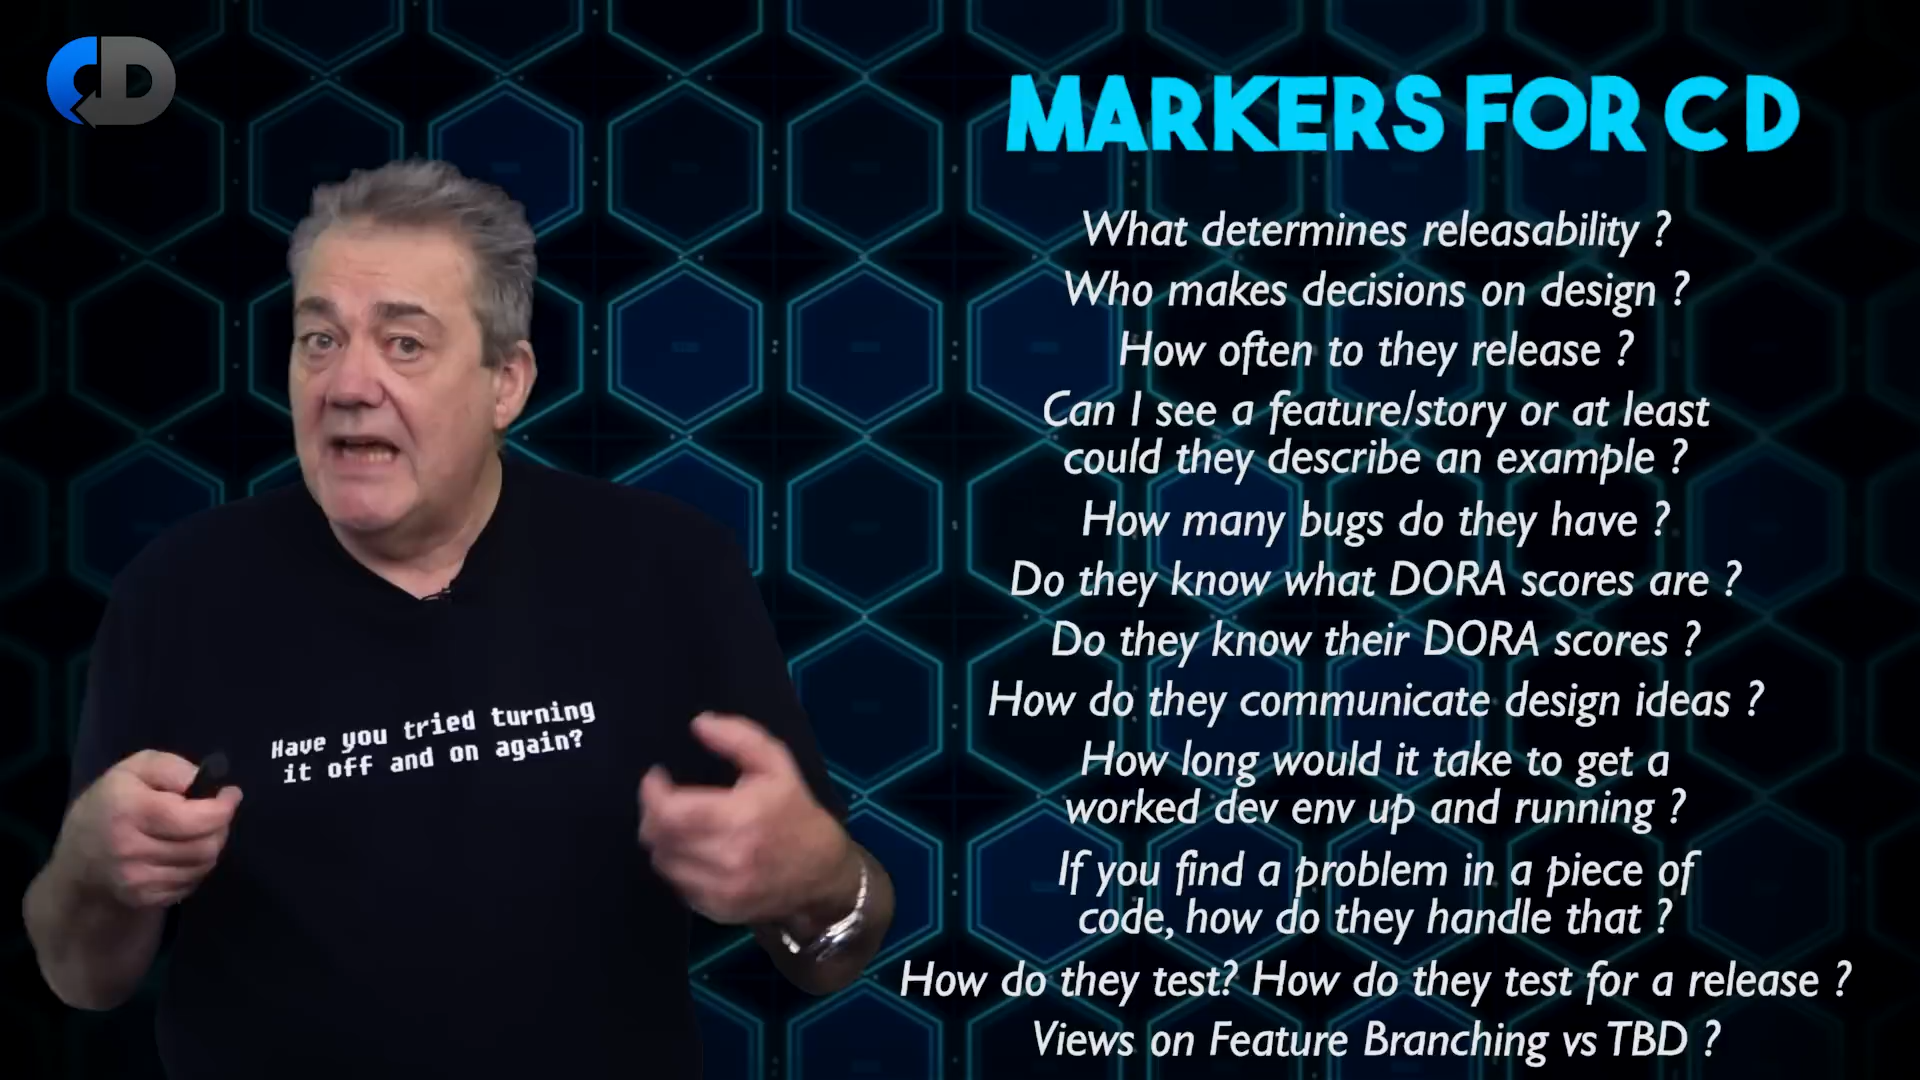 CD
MARKERS FOR C D
What determines releasability ?
Who makes decisions on design ?
How often to they release ?
Can I see a feature/story or at least
could they describe an example ?
How many bugs do they have ?
Do they know what DORA scores are ?
Do they know their DORA scores ?
How do they communicate design ideas ?
How long would it take to get a
worked dev env up and running ?
If you find a problem in a piece of
code, how do they handle that ?
How do they test? How do they test for a release ?
Views on Feature Branching vs TBD ?
Have you tried turning
it off and on again?